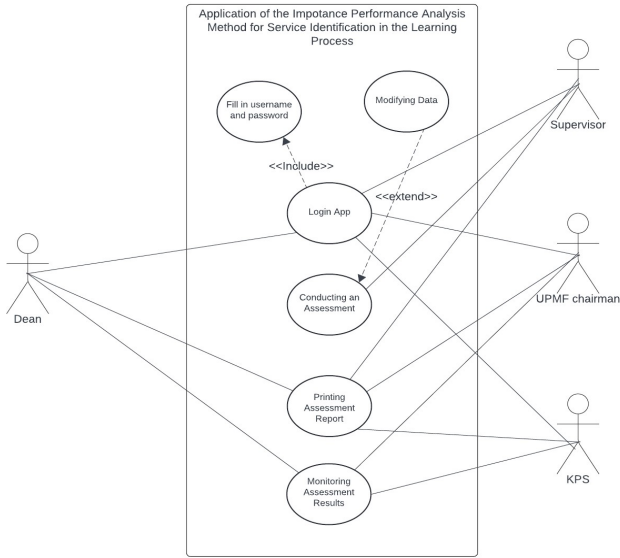 Application of the Impotance Performance Analysis
Method for Service Identification in the Learning
Process
Fill in username
and password
Modifying Data
Supervisor
<<Include>>
<<extend>>
Login App
Dean
Conducting an
Assessment
UPMF chairman
Printing
Assessment
Report
Monitoring
Assessment
Results
KPS